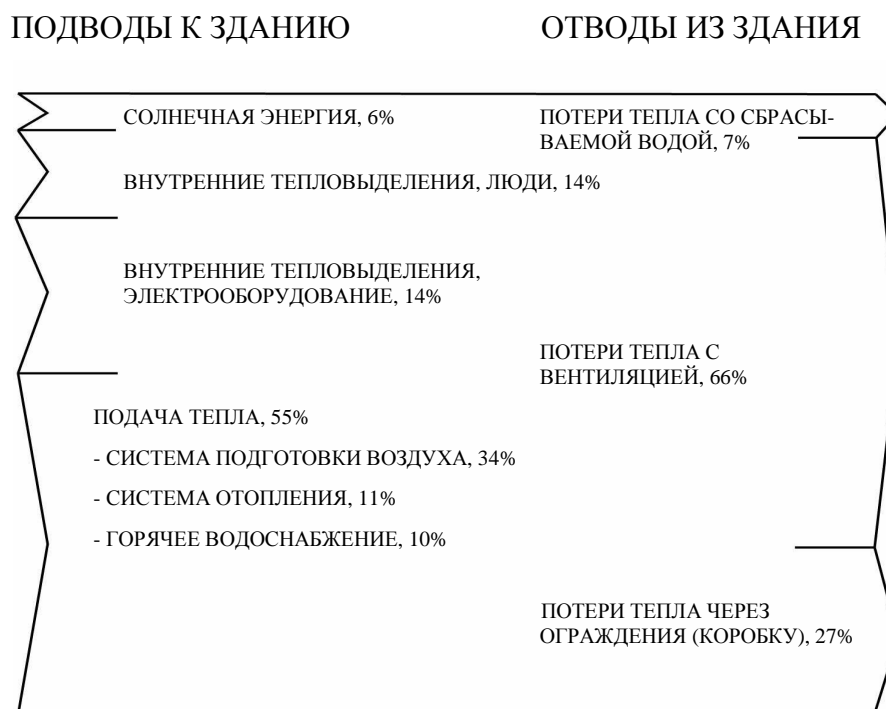 ПОДВОДЫ К ЗДАНИЮ
ОТВОДЫ ИЗ ЗДАНИЯ
СОЛНЕЧНАЯ ЭНЕРГИЯ, 6%
ВНУТРЕННИЕ ТЕПЛОВЫДЕЛЕНИЯ, ЛЮДИ, 14%
ВНУТРЕННИЕ ТЕПЛОВЫДЕЛЕНИЯ,
ЭЛЕКТРООБОРУДОВАНИЕ, 14%
ПОДАЧА ТЕПЛА, 55%
- СИСТЕМА ПОДГОТОВКИ ВОЗДУХА, 34%
- СИСТЕМА ОТОПЛЕНИЯ, 11%
- ГОРЯЧЕЕ ВОДОСНАБЖЕНИЕ, 10%
ПОТЕРИ ТЕПЛА СО СБРАСЫ-
ВАЕМОЙ ВОДОЙ, 7%
ПОТЕРИ ТЕПЛА С
ВЕНТИЛЯЦИЕЙ, 66%
ПОТЕРИ ТЕПЛА ЧЕРЕЗ
ОГРАЖДЕНИЯ (КОРОБКУ), 27%